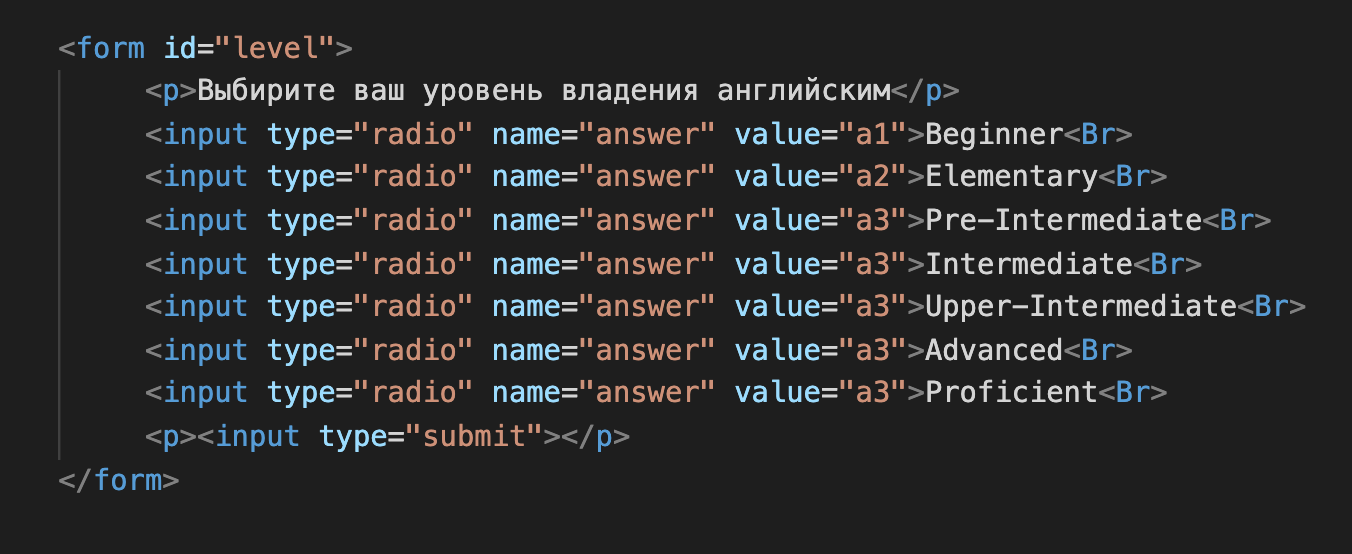 <form id="level">
<p>Выбирите ваш уровень владения английским</p>
<input type="radio" name="answer" value="a1">Beginner<Br>
<input type="radio" name="answer" value="a2">Elementary<Br>
<input type="radio" name="answer" value="a3">Pre-Intermediate<Br>
<input type="radio" name="answer" value="a3">Intermediate<Br>
<input type="radio" name="answer" value="a3">Upper-Intermediate<Br>
<input type="radio" name="answer" value="a3">Advanced<Br>
<input type="radio" name="answer" value="a3">Proficient<Br>
<p><input type="submit"></p>
</form>